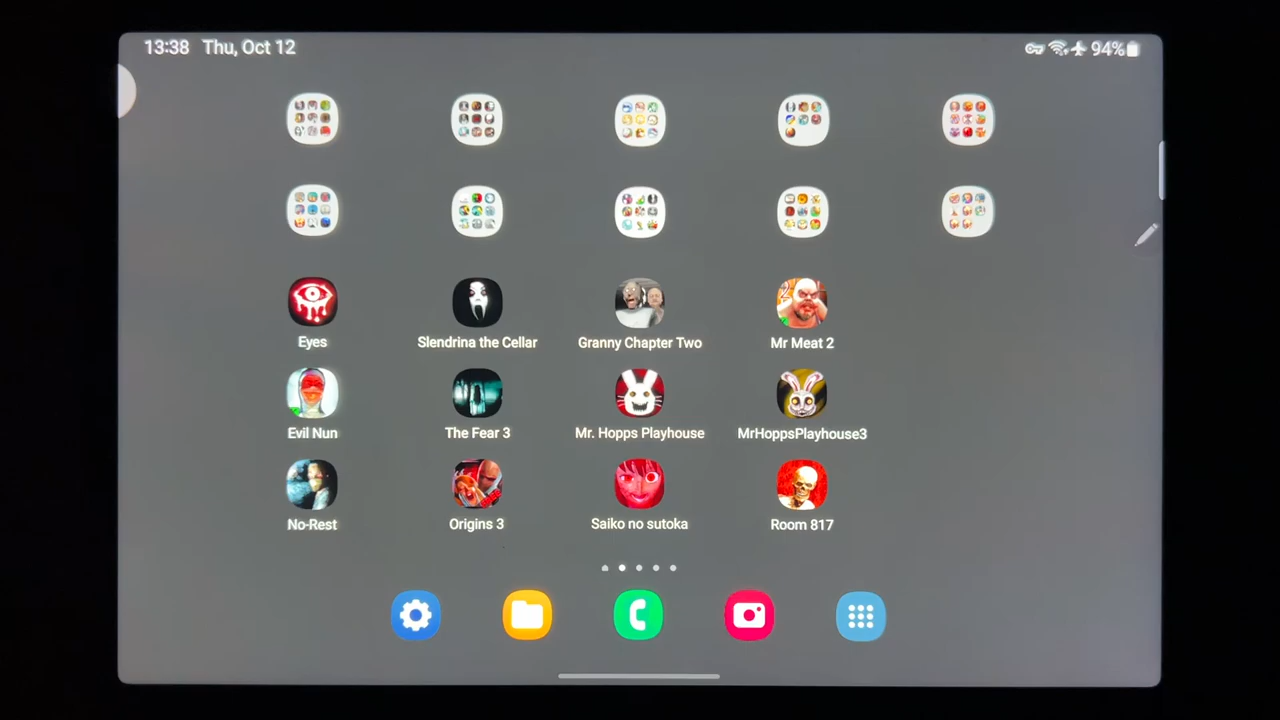 13:38 Thu, Oct 12 94%
Eyes Slendrina the Cellar Granny Chapter Two Mr Meat 2
Evil Nun The Fear 3 Mr. Hopps Playhouse MrHoppsPlayhouse3
No-Rest Origins 3 Saiko no sutoka Room 817